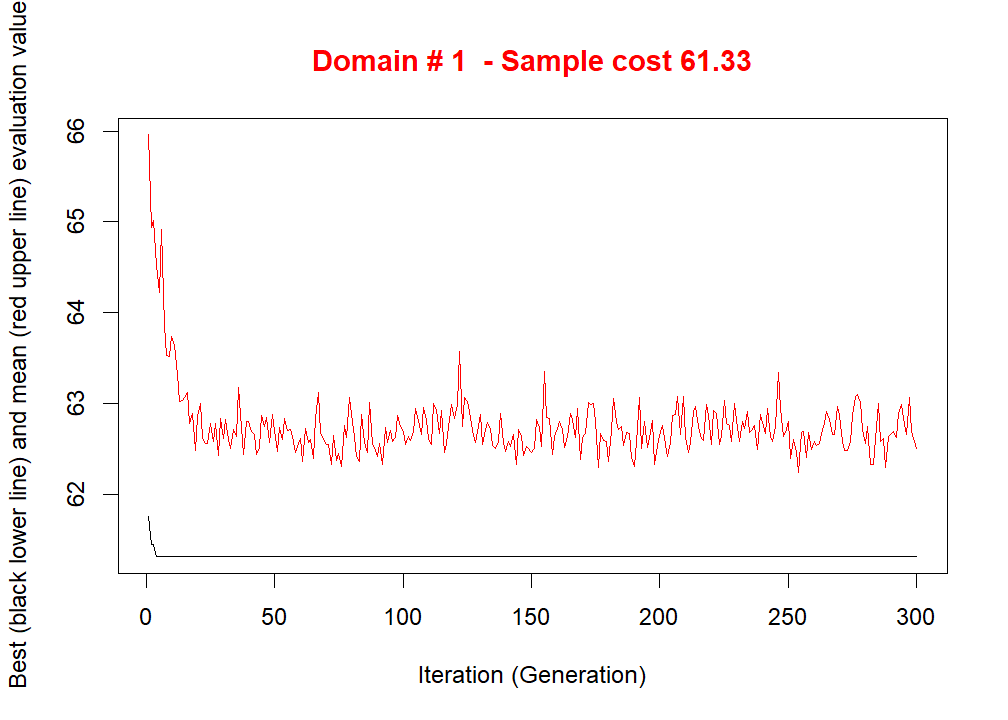 Domain # 1  - Sample cost 61.33
Best (black lower line) and mean (red upper line) evaluation value
66
65
64
63
62
0 50 100 150 200 250 300
Iteration (Generation)